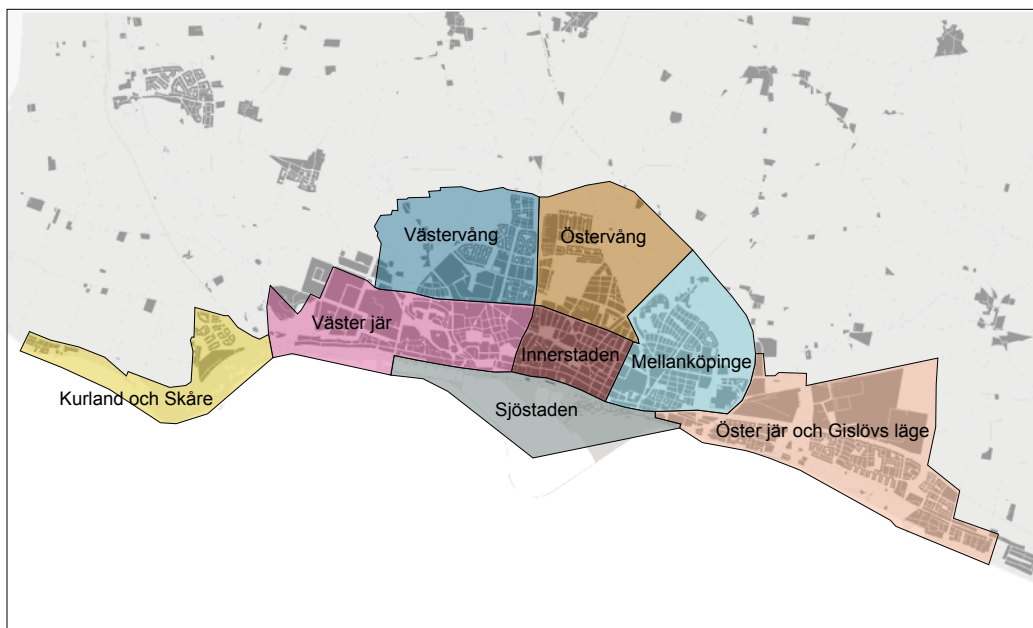 Västervång
Östervång
Väster jär
Innerstaden
Mellanköpinge
Kurland och Skåre
Sjöstaden
Öster jär och Gislövs läge